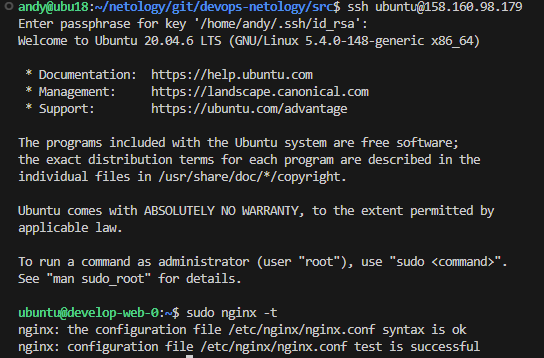 andy@ubu18:~/netology/git/devops-netology/src$ ssh ubuntu@158.160.98.179
Enter passphrase for key '/home/andy/.ssh/id_rsa':
Welcome to Ubuntu 20.04.6 LTS (GNU/Linux 5.4.0-148-generic x86_64)

 * Documentation:  https://help.ubuntu.com
 * Management:     https://landscape.canonical.com
 * Support:        https://ubuntu.com/advantage

The programs included with the Ubuntu system are free software;
the exact distribution terms for each program are described in the
individual files in /usr/share/doc/*/copyright.

Ubuntu comes with ABSOLUTELY NO WARRANTY, to the extent permitted by
applicable law.

To run a command as administrator (user "root"), use "sudo <command>".
See "man sudo_root" for details.

ubuntu@develop-web-0:~$ sudo nginx -t
nginx: the configuration file /etc/nginx/nginx.conf syntax is ok
nginx: configuration file /etc/nginx/nginx.conf test is successful